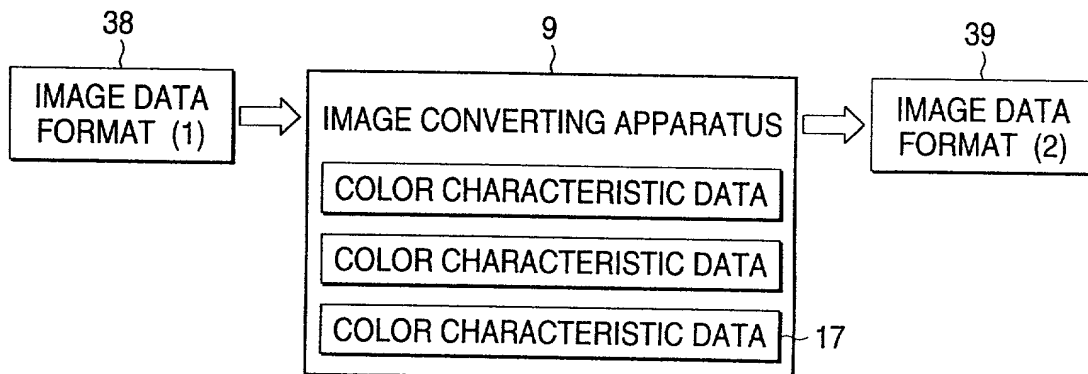 38
IMAGE DATA
FORMAT (1)
9
IMAGE CONVERTING APPARATUS
COLOR CHARACTERISTIC DATA
COLOR CHARACTERISTIC DATA
COLOR CHARACTERISTIC DATA
17
39
IMAGE DATA
FORMAT (2)